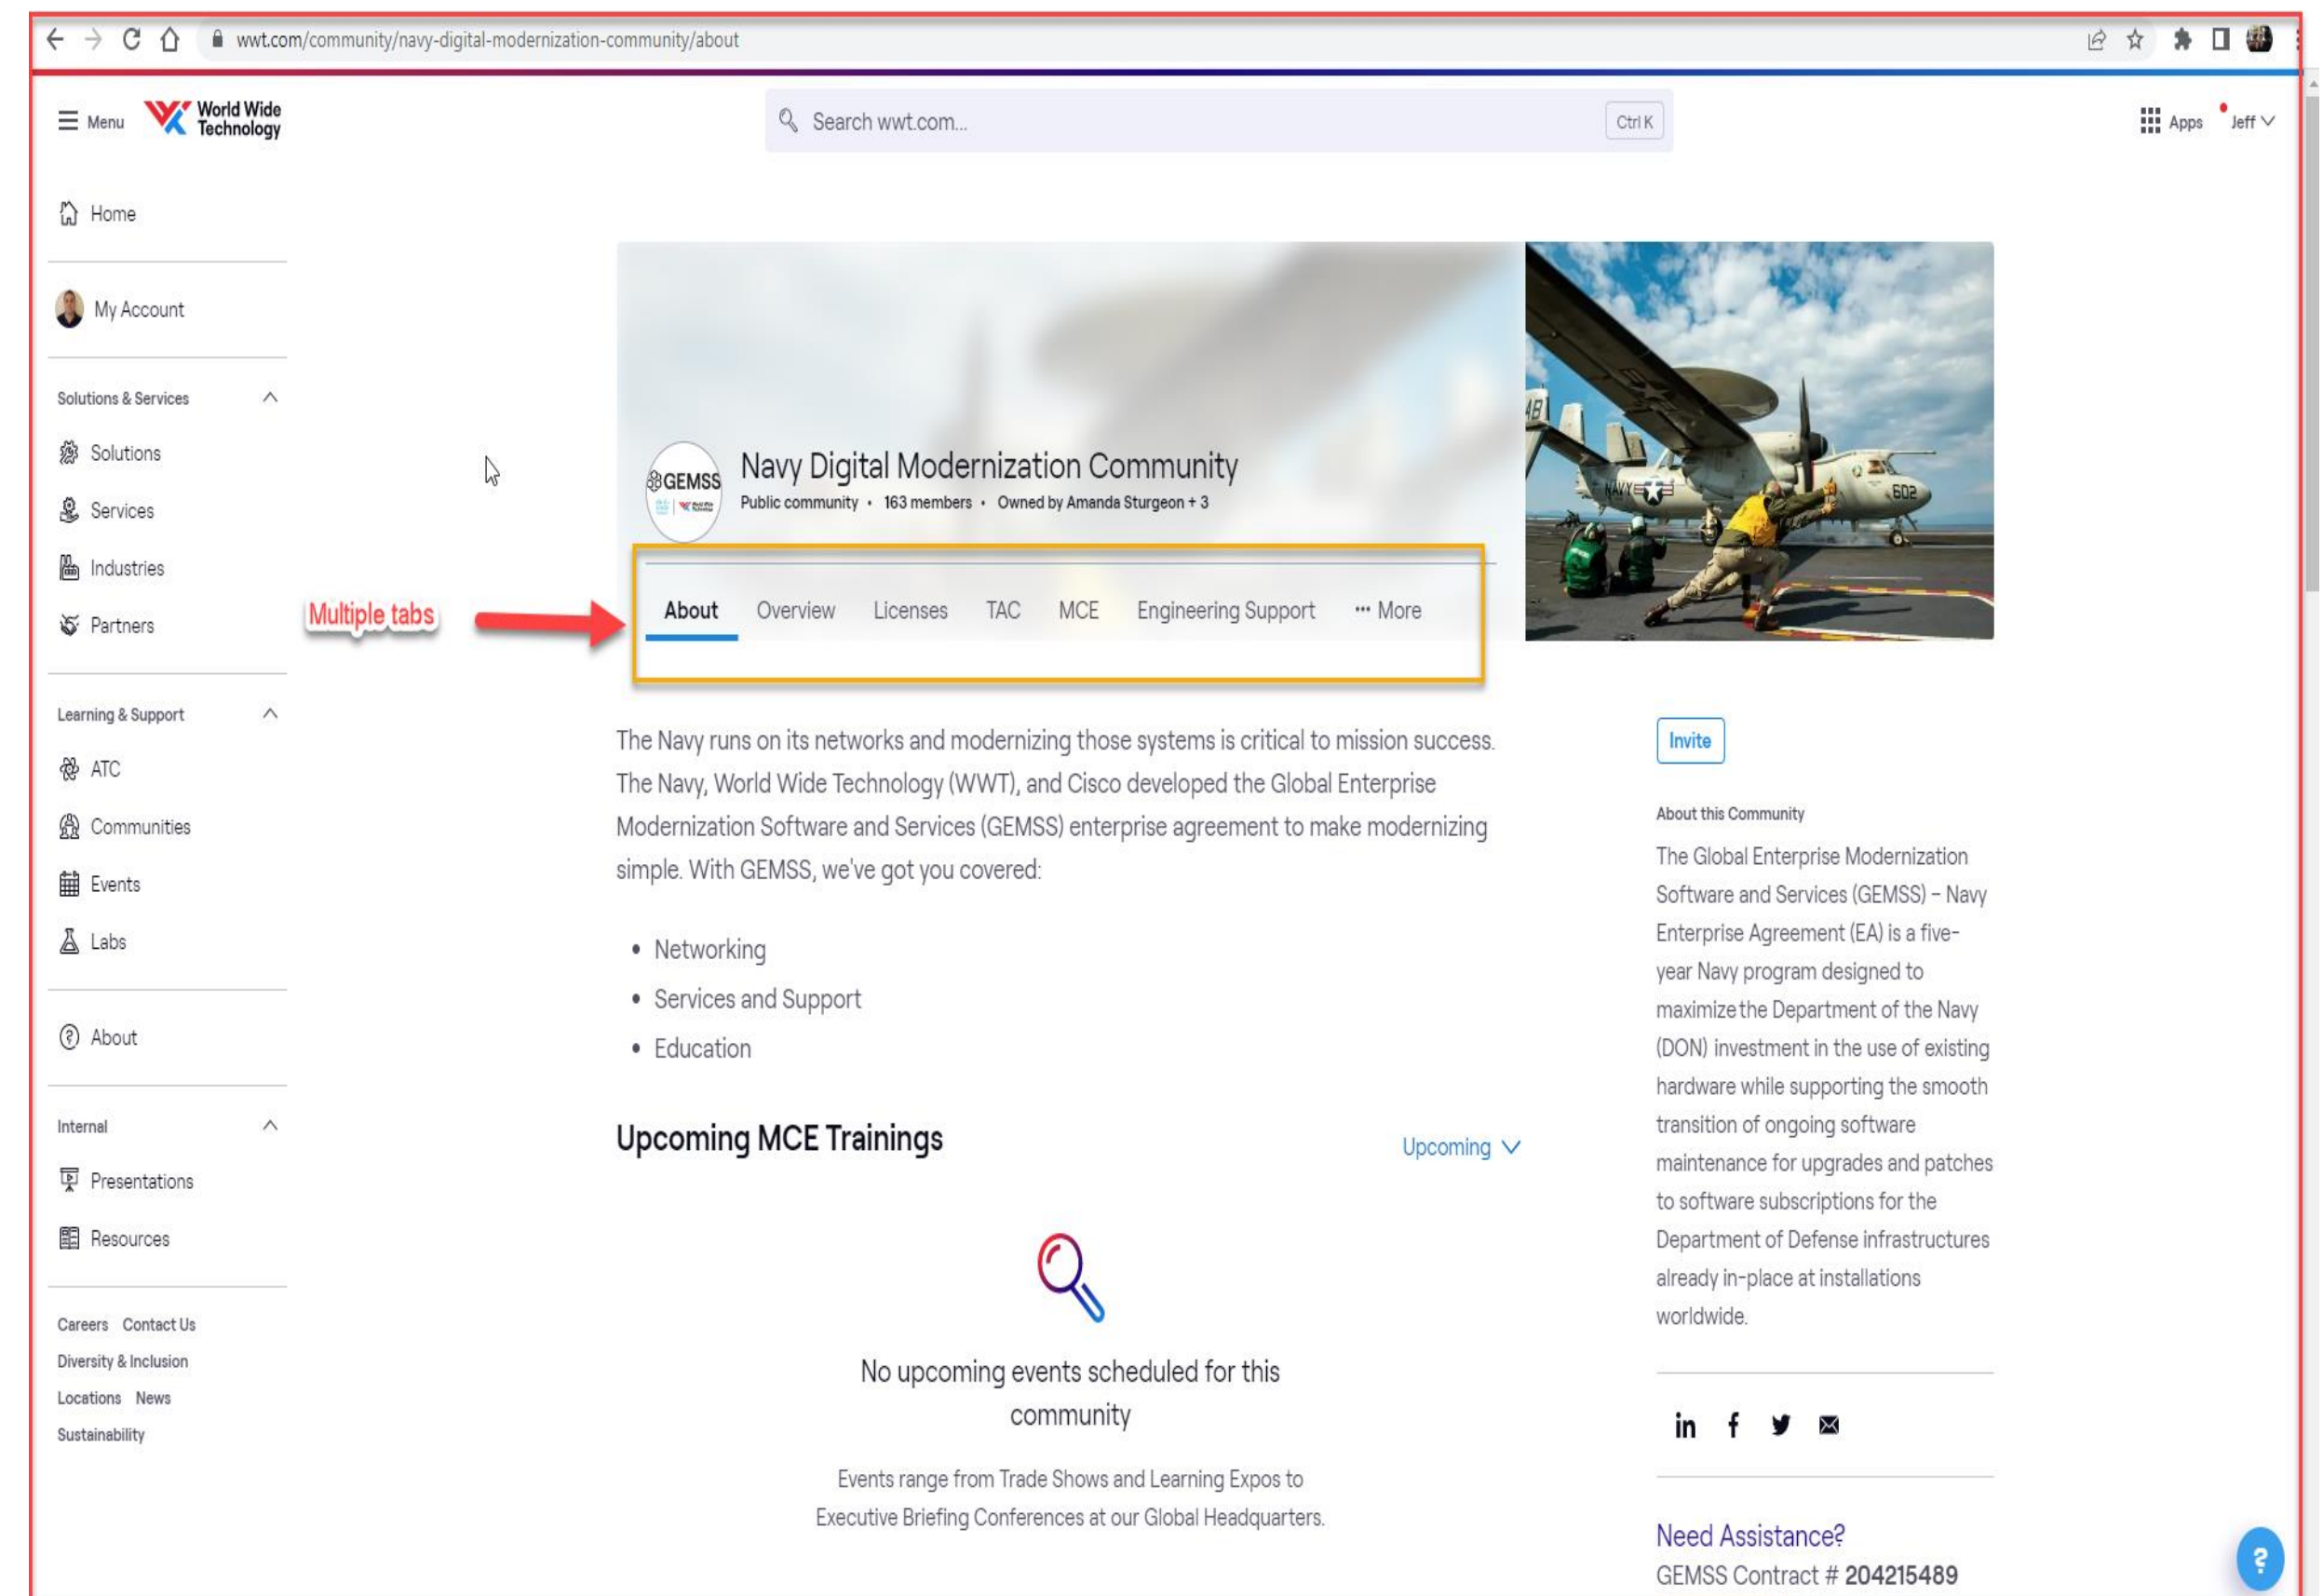 wwt.com/community/navy-digital-modernization-community/about
Menu
World Wide
Technology
Search wwt.com...
Ctrl K
Apps
Jeff
Home
My Account
Solutions & Services
Solutions
Services
Industries
Partners
Learning & Support
ATC
Communities
Events
Labs
About
Internal
Presentations
Resources
Careers Contact Us
Diversity & Inclusion
Locations News
Sustainability
Multiple tabs
GEMSS
Navy Digital Modernization Community
Public community • 163 members • Owned by Amanda Sturgeon + 3
About Overview Licenses TAC MCE Engineering Support ••• More
AB
NAVY
602
The Navy runs on its networks and modernizing those systems is critical to mission success.
The Navy, World Wide Technology (WWT), and Cisco developed the Global Enterprise
Modernization Software and Services (GEMSS) enterprise agreement to make modernizing
simple. With GEMSS, we've got you covered:
• Networking
• Services and Support
• Education
Upcoming MCE Trainings
Upcoming
No upcoming events scheduled for this
community
Events range from Trade Shows and Learning Expos to
Executive Briefing Conferences at our Global Headquarters.
Invite
About this Community
The Global Enterprise Modernization
Software and Services (GEMSS) – Navy
Enterprise Agreement (EA) is a five-
year Navy program designed to
maximize the Department of the Navy
(DON) investment in the use of existing
hardware while supporting the smooth
transition of ongoing software
maintenance for upgrades and patches
to software subscriptions for the
Department of Defense infrastructures
already in-place at installations
worldwide.
in f
Need Assistance?
GEMSS Contract # 204215489
?